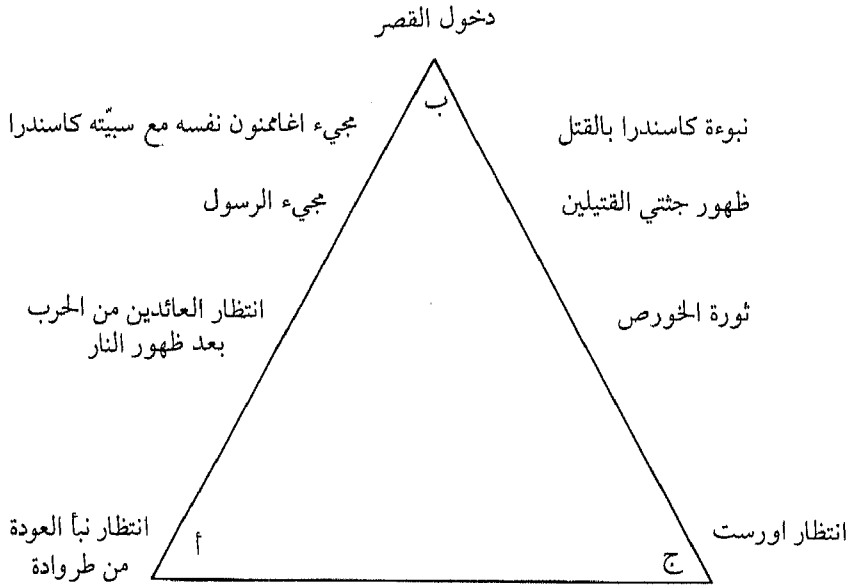 دخول القصر
ب
مجيء اغاممنون نفسه مع سبيّته كاسندرا
نبوءة كاسندرا بالقتل
مجيء الرسول
ظهور جثتي القتيلين
انتظار العائدين من الحرب
بعد ظهور النار
ثورة الخورص
انتظار نبأ العودة
من طروادة
أ
ج
انتظار اورست